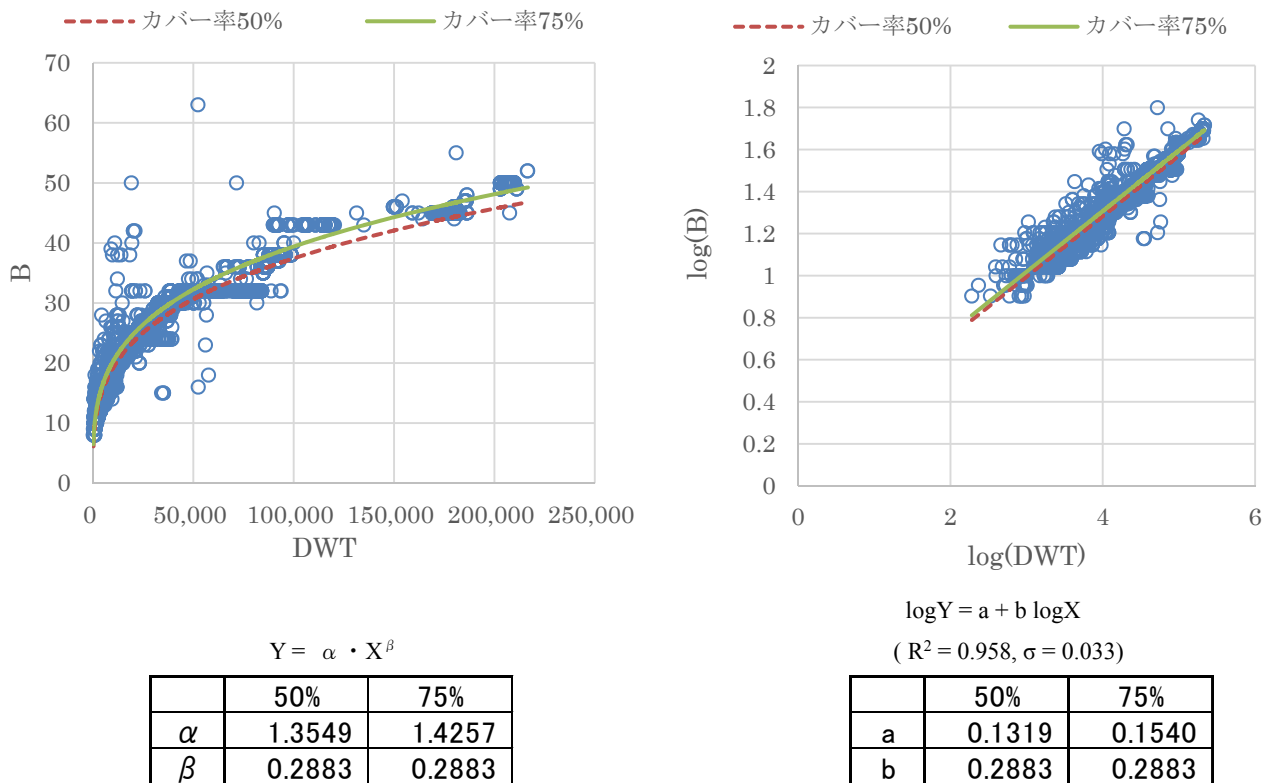 カバー率50% カバー率75%
70
60
50
40
30
20
10
0
B
0 50,000 100,000 150,000 200,000 250,000
DWT
カバー率50% カバー率75%
2
1.8
1.6
1.4
1.2
1
0.8
0.6
0.4
0.2
0
log(B)
0 2 4 6
log(DWT)
Y = α ・ X^β
50% 75%
α 1.3549 1.4257
β 0.2883 0.2883
logY = a + b logX
( R² = 0.958, σ = 0.033)
50% 75%
a 0.1319 0.1540
b 0.2883 0.2883